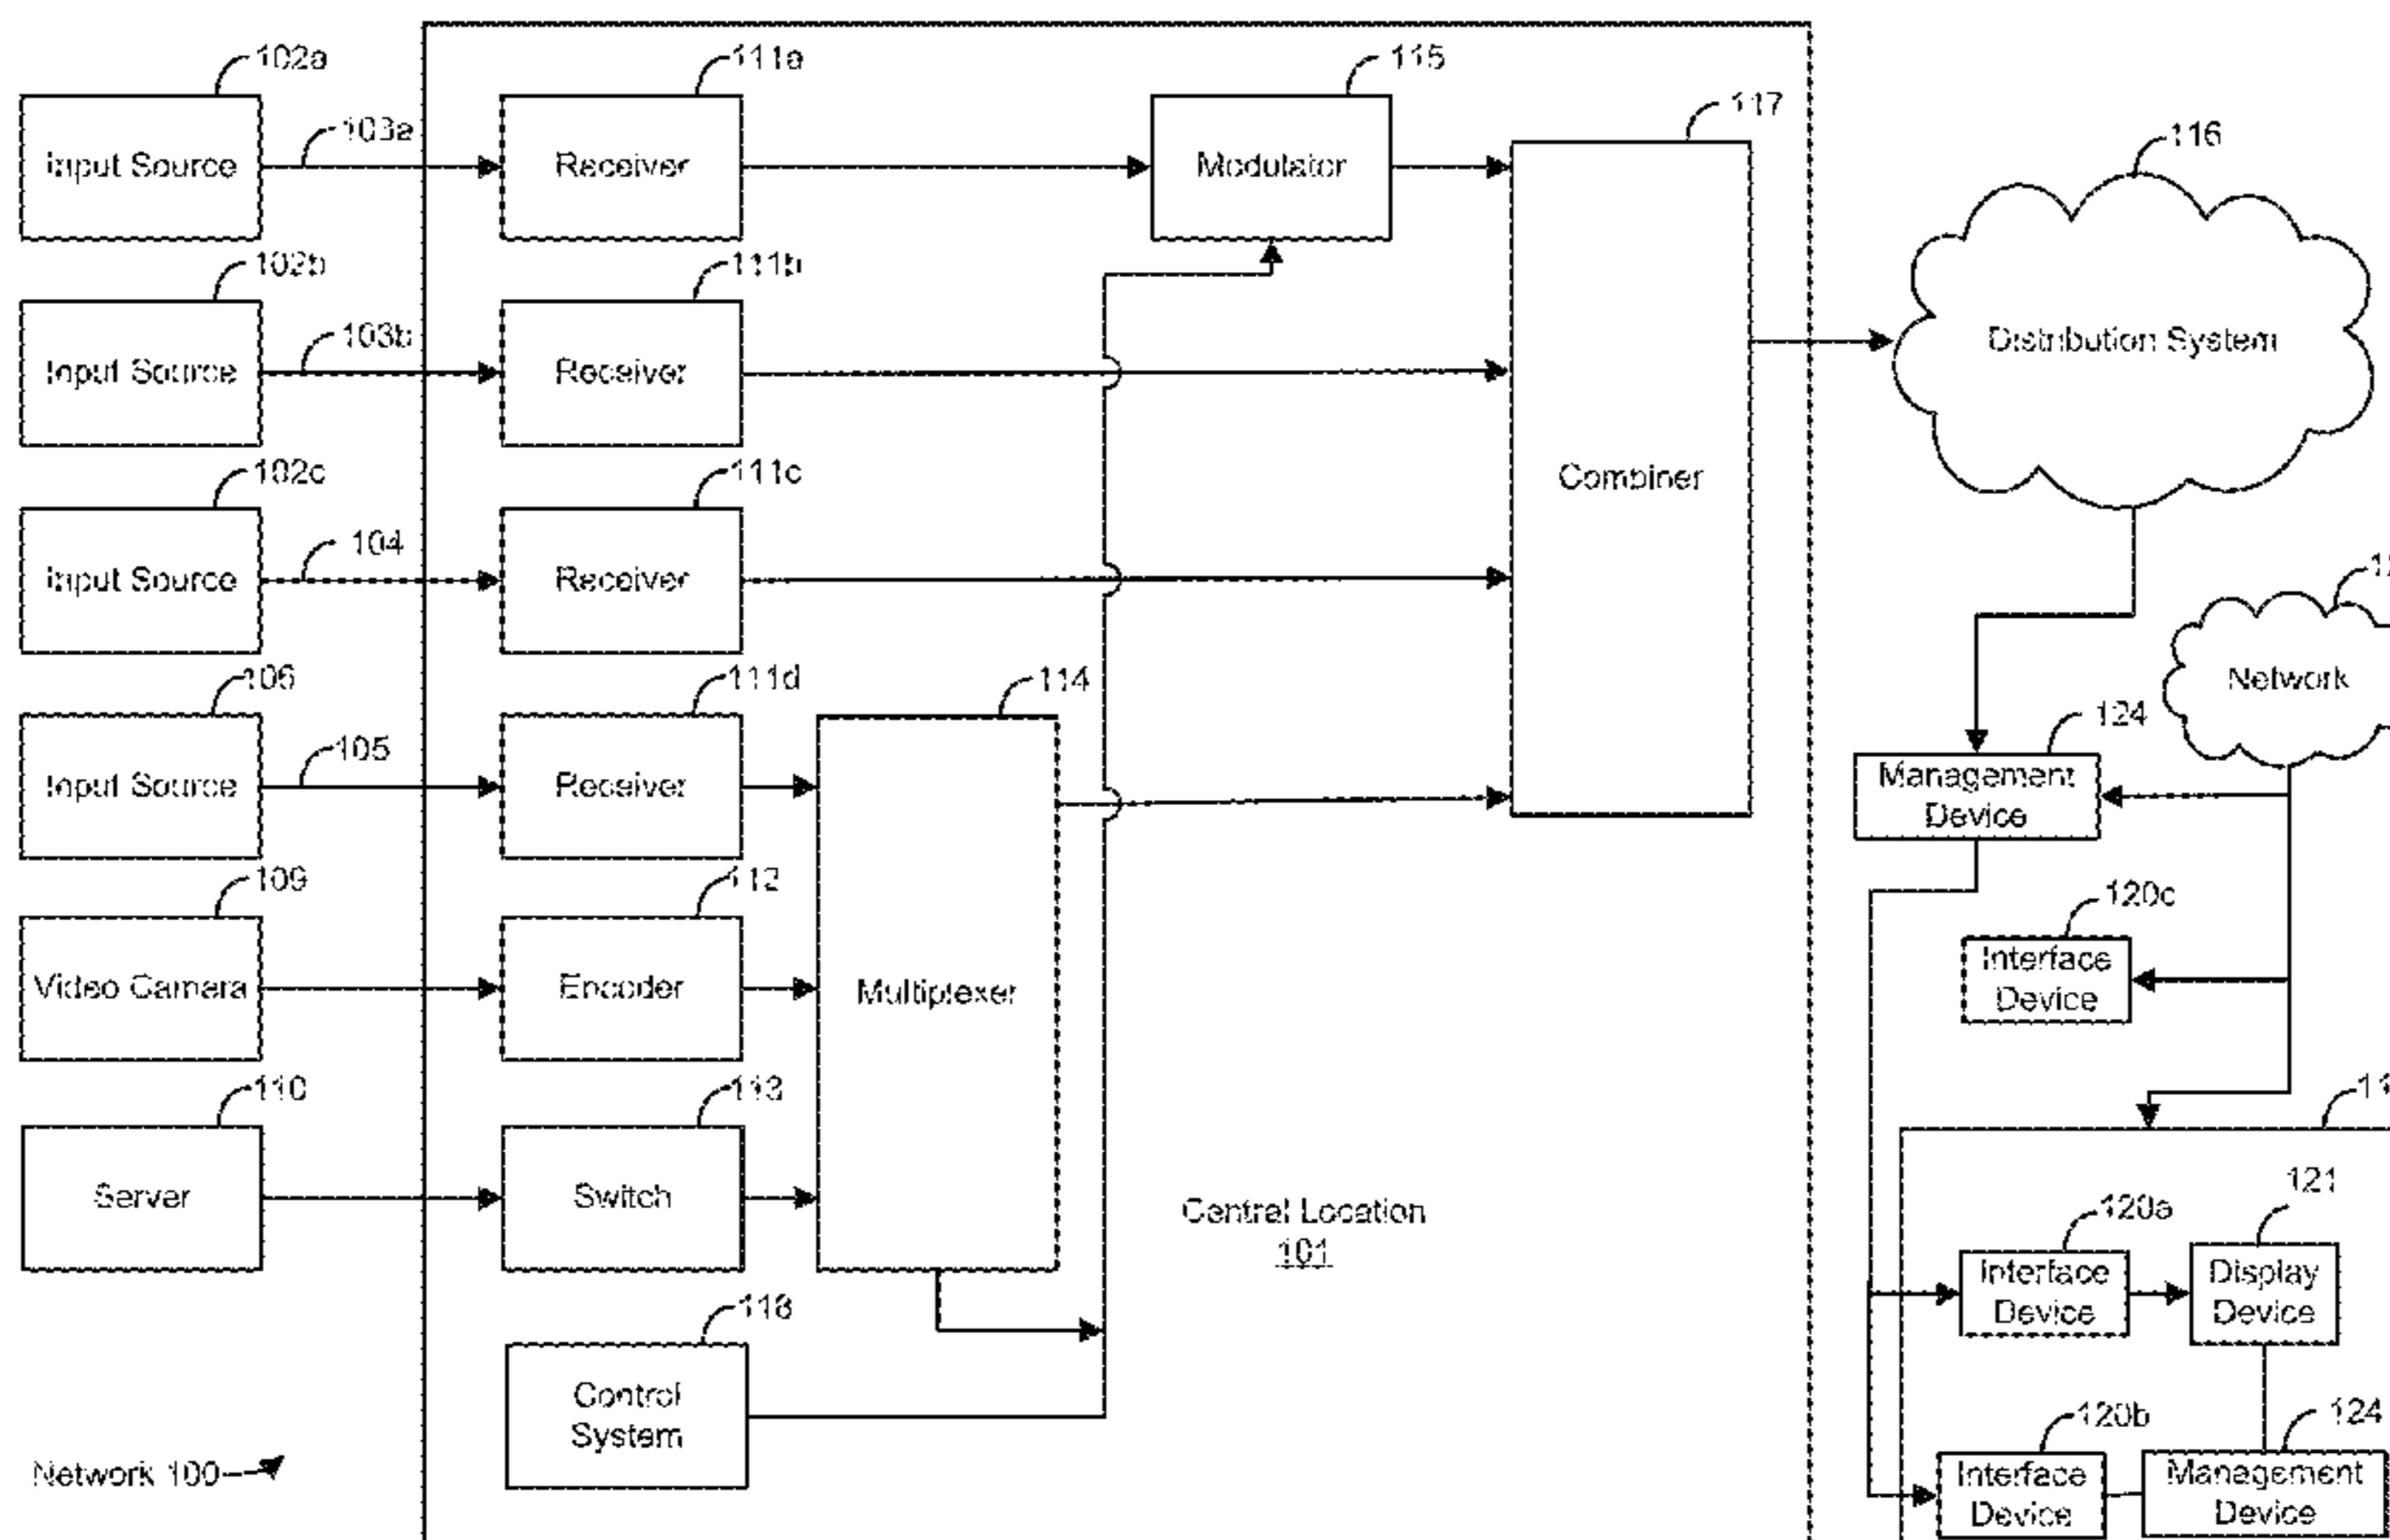 102a
111a
115
117
116
103a
Input Source
Receiver
Modulator
102b
111b
103b
Input Source
Receiver
Distribution System
102c
111c
Combiner
104
Input Source
Receiver
106
111d
114
Network
124
105
Input Source
Receiver
Management
Device
109
112
120c
Video Camara
Encoder
Multiplexer
Interface
Device
110
113
Server
Switch
Central Location
101
120a
121
Interface
Device
Display
Device
118
Control
System
120b
124
Network 100
Interface
Device
Management
Device